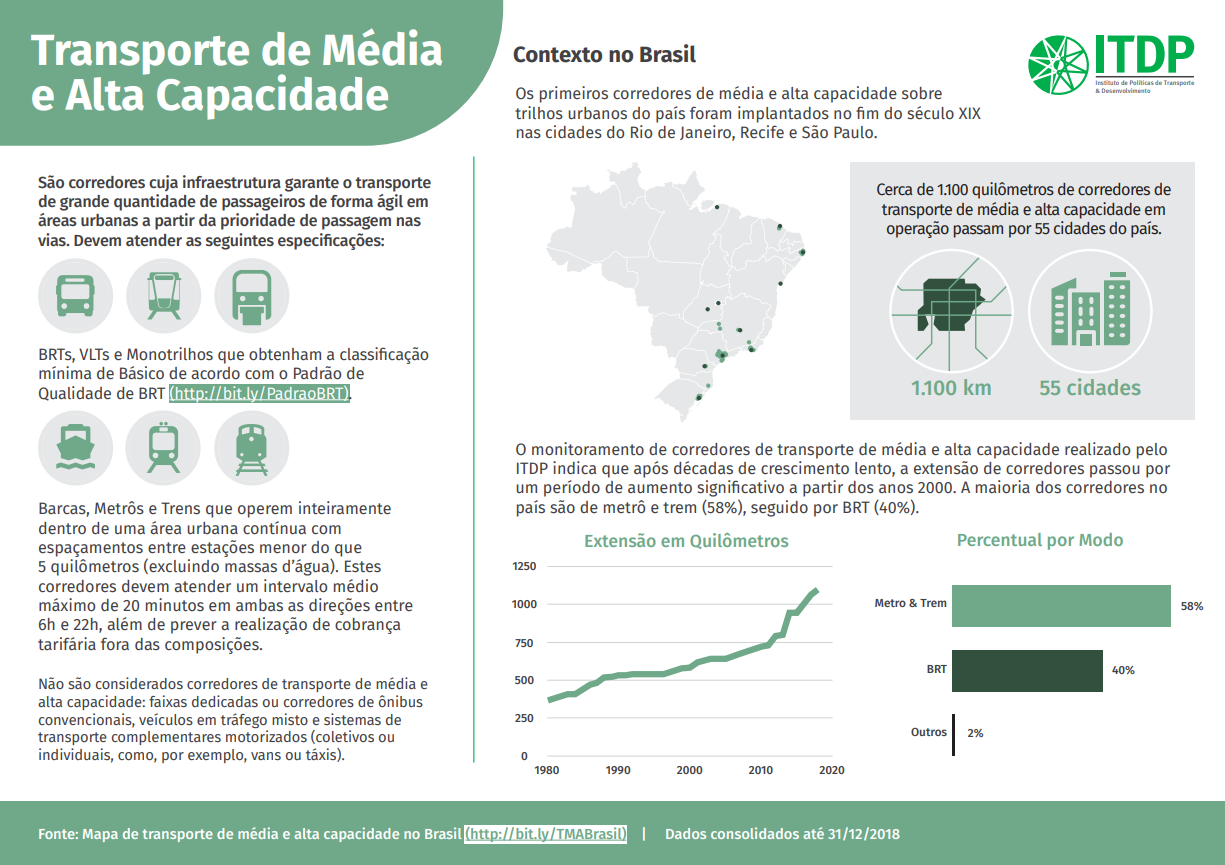 Transporte de Média
e Alta Capacidade
São corredores cuja infraestrutura garante o transporte
de grande quantidade de passageiros de forma ágil em
áreas urbanas a partir da prioridade de passagem nas
vias. Devem atender as seguintes especificações:
BRTs, VLTs e Monotrilhos que obtenham a classificação
mínima de Básico de acordo com o Padrão de
Qualidade de BRT (http://bit.ly/PadraoBRT).
Barcas, Metrôs e Trens que operem inteiramente
dentro de uma área urbana contínua com
espaçamentos entre estações menor do que
5 quilômetros (excluindo massas d’água). Estes
corredores devem atender um intervalo médio
máximo de 20 minutos em ambas as direções entre
6h e 22h, além de prever a realização de cobrança
tarifária fora das composições.
Não são considerados corredores de transporte de média e
alta capacidade: faixas dedicadas ou corredores de ônibus
convencionais, veículos em tráfego misto e sistemas de
transporte complementares motorizados (coletivos ou
individuais, como, por exemplo, vans ou táxis).
Contexto no Brasil
Os primeiros corredores de média e alta capacidade sobre
trilhos urbanos do país foram implantados no fim do século XIX
nas cidades do Rio de Janeiro, Recife e São Paulo.
ITDP
Instituto de Políticas de Transporte
& Desenvolvimento
Cerca de 1.100 quilômetros de corredores de
transporte de média e alta capacidade em
operação passam por 55 cidades do país.
1.100 km
55 cidades
O monitoramento de corredores de transporte de média e alta capacidade realizado pelo
ITDP indica que após décadas de crescimento lento, a extensão de corredores passou por
um período de aumento significativo a partir dos anos 2000. A maioria dos corredores no
país são de metrô e trem (58%), seguido por BRT (40%).
Extensão em Quilômetros
1250
1000
750
500
250
0
1980 1990 2000 2010 2020
Percentual por Modo
Metro & Trem 58%
BRT 40%
Outros 2%
Fonte: Mapa de transporte de média e alta capacidade no Brasil (http://bit.ly/TMABrasil) | Dados consolidados até 31/12/2018